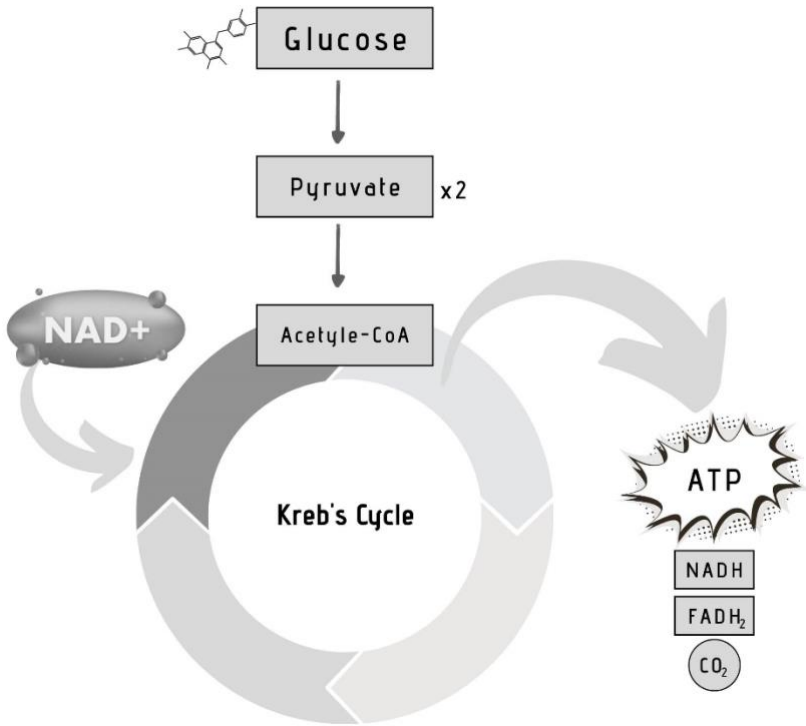 Glucose
Pyruvate
x2
NAD+
Acetyle-CoA
Kreb's Cycle
ATP
NADH
FADH₂
CO₂